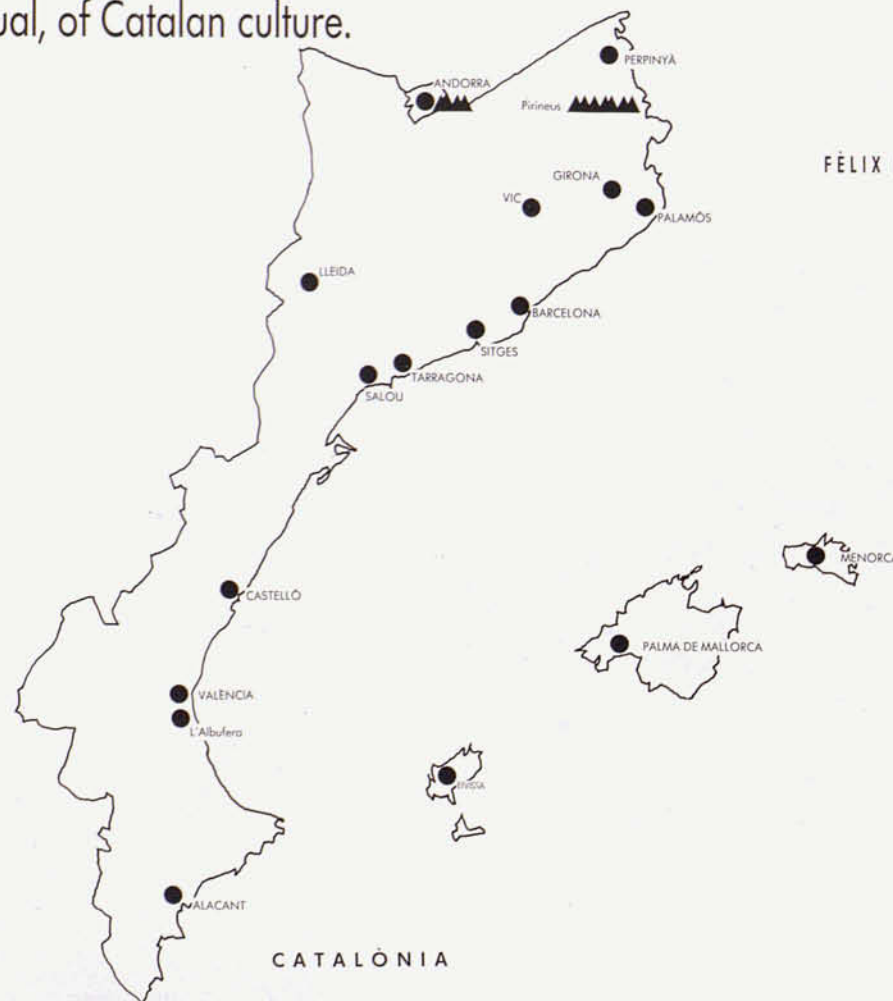 ual, of Catalan culture.
PERPINYÀ
ANDORRA
Pirineus
FÈLIX
GIRONA
VIC
PALAMÓS
LLEIDA
BARCELONA
SITGES
TARRAGONA
SALOU
MENORCA
CASTELLÓ
PALMA DE MALLORCA
VALÈNCIA
L'Albufera
EIVISTA
ALACANT
CATALÒNIA